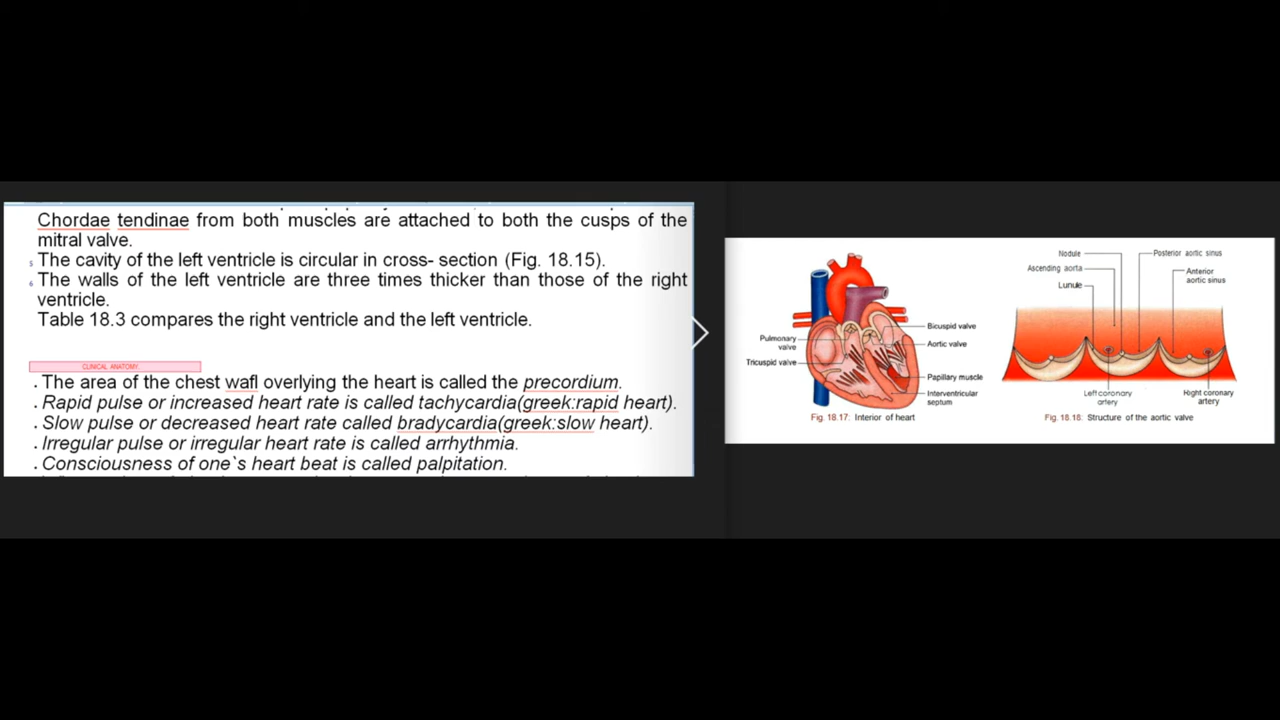 Chordae tendinae from both muscles are attached to both the cusps of the
mitral valve.
5 The cavity of the left ventricle is circular in cross- section (Fig. 18.15).
6 The walls of the left ventricle are three times thicker than those of the right
ventricle.
Table 18.3 compares the right ventricle and the left ventricle.
CLINICAL ANATOMY
. The area of the chest wafl overlying the heart is called the precordium.
. Rapid pulse or increased heart rate is called tachycardia(greek:rapid heart).
. Slow pulse or decreased heart rate called bradycardia(greek:slow heart).
. Irregular pulse or irregular heart rate is called arrhythmia.
. Consciousness of one`s heart beat is called palpitation.
Pulmonary
valve
Tricuspid valve
Bicuspid valve
Aortic valve
Papillary muscle
Interventricular
septum
Fig. 18.17: Interior of heart
Nodule
Ascending aorta
Lunule
Posterior aortic sinus
Anterior
aortic sinus
Left coronary
artery
Right coronary
artery
Fig. 18.18: Structure of the aortic valve